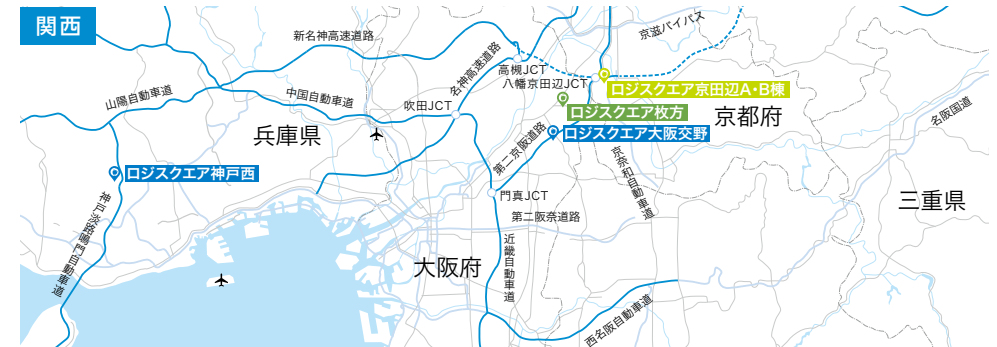 関西
新名神高速道路
名神高速道路
京滋バイパス
高槻JCT
八幡京田辺JCT
ロジスクエア京田辺A・B棟
山陽自動車道
中国自動車道
吹田JCT
ロジスクエア枚方
京都府
名阪国道
兵庫県
ロジスクエア大阪交野
第二京阪道路
ロジスクエア神戸西
京奈和自動車道
門真JCT
三重県
神戸淡路鳴門自動車道
第二阪奈道路
近畿自動車道
大阪府
西名阪自動車道